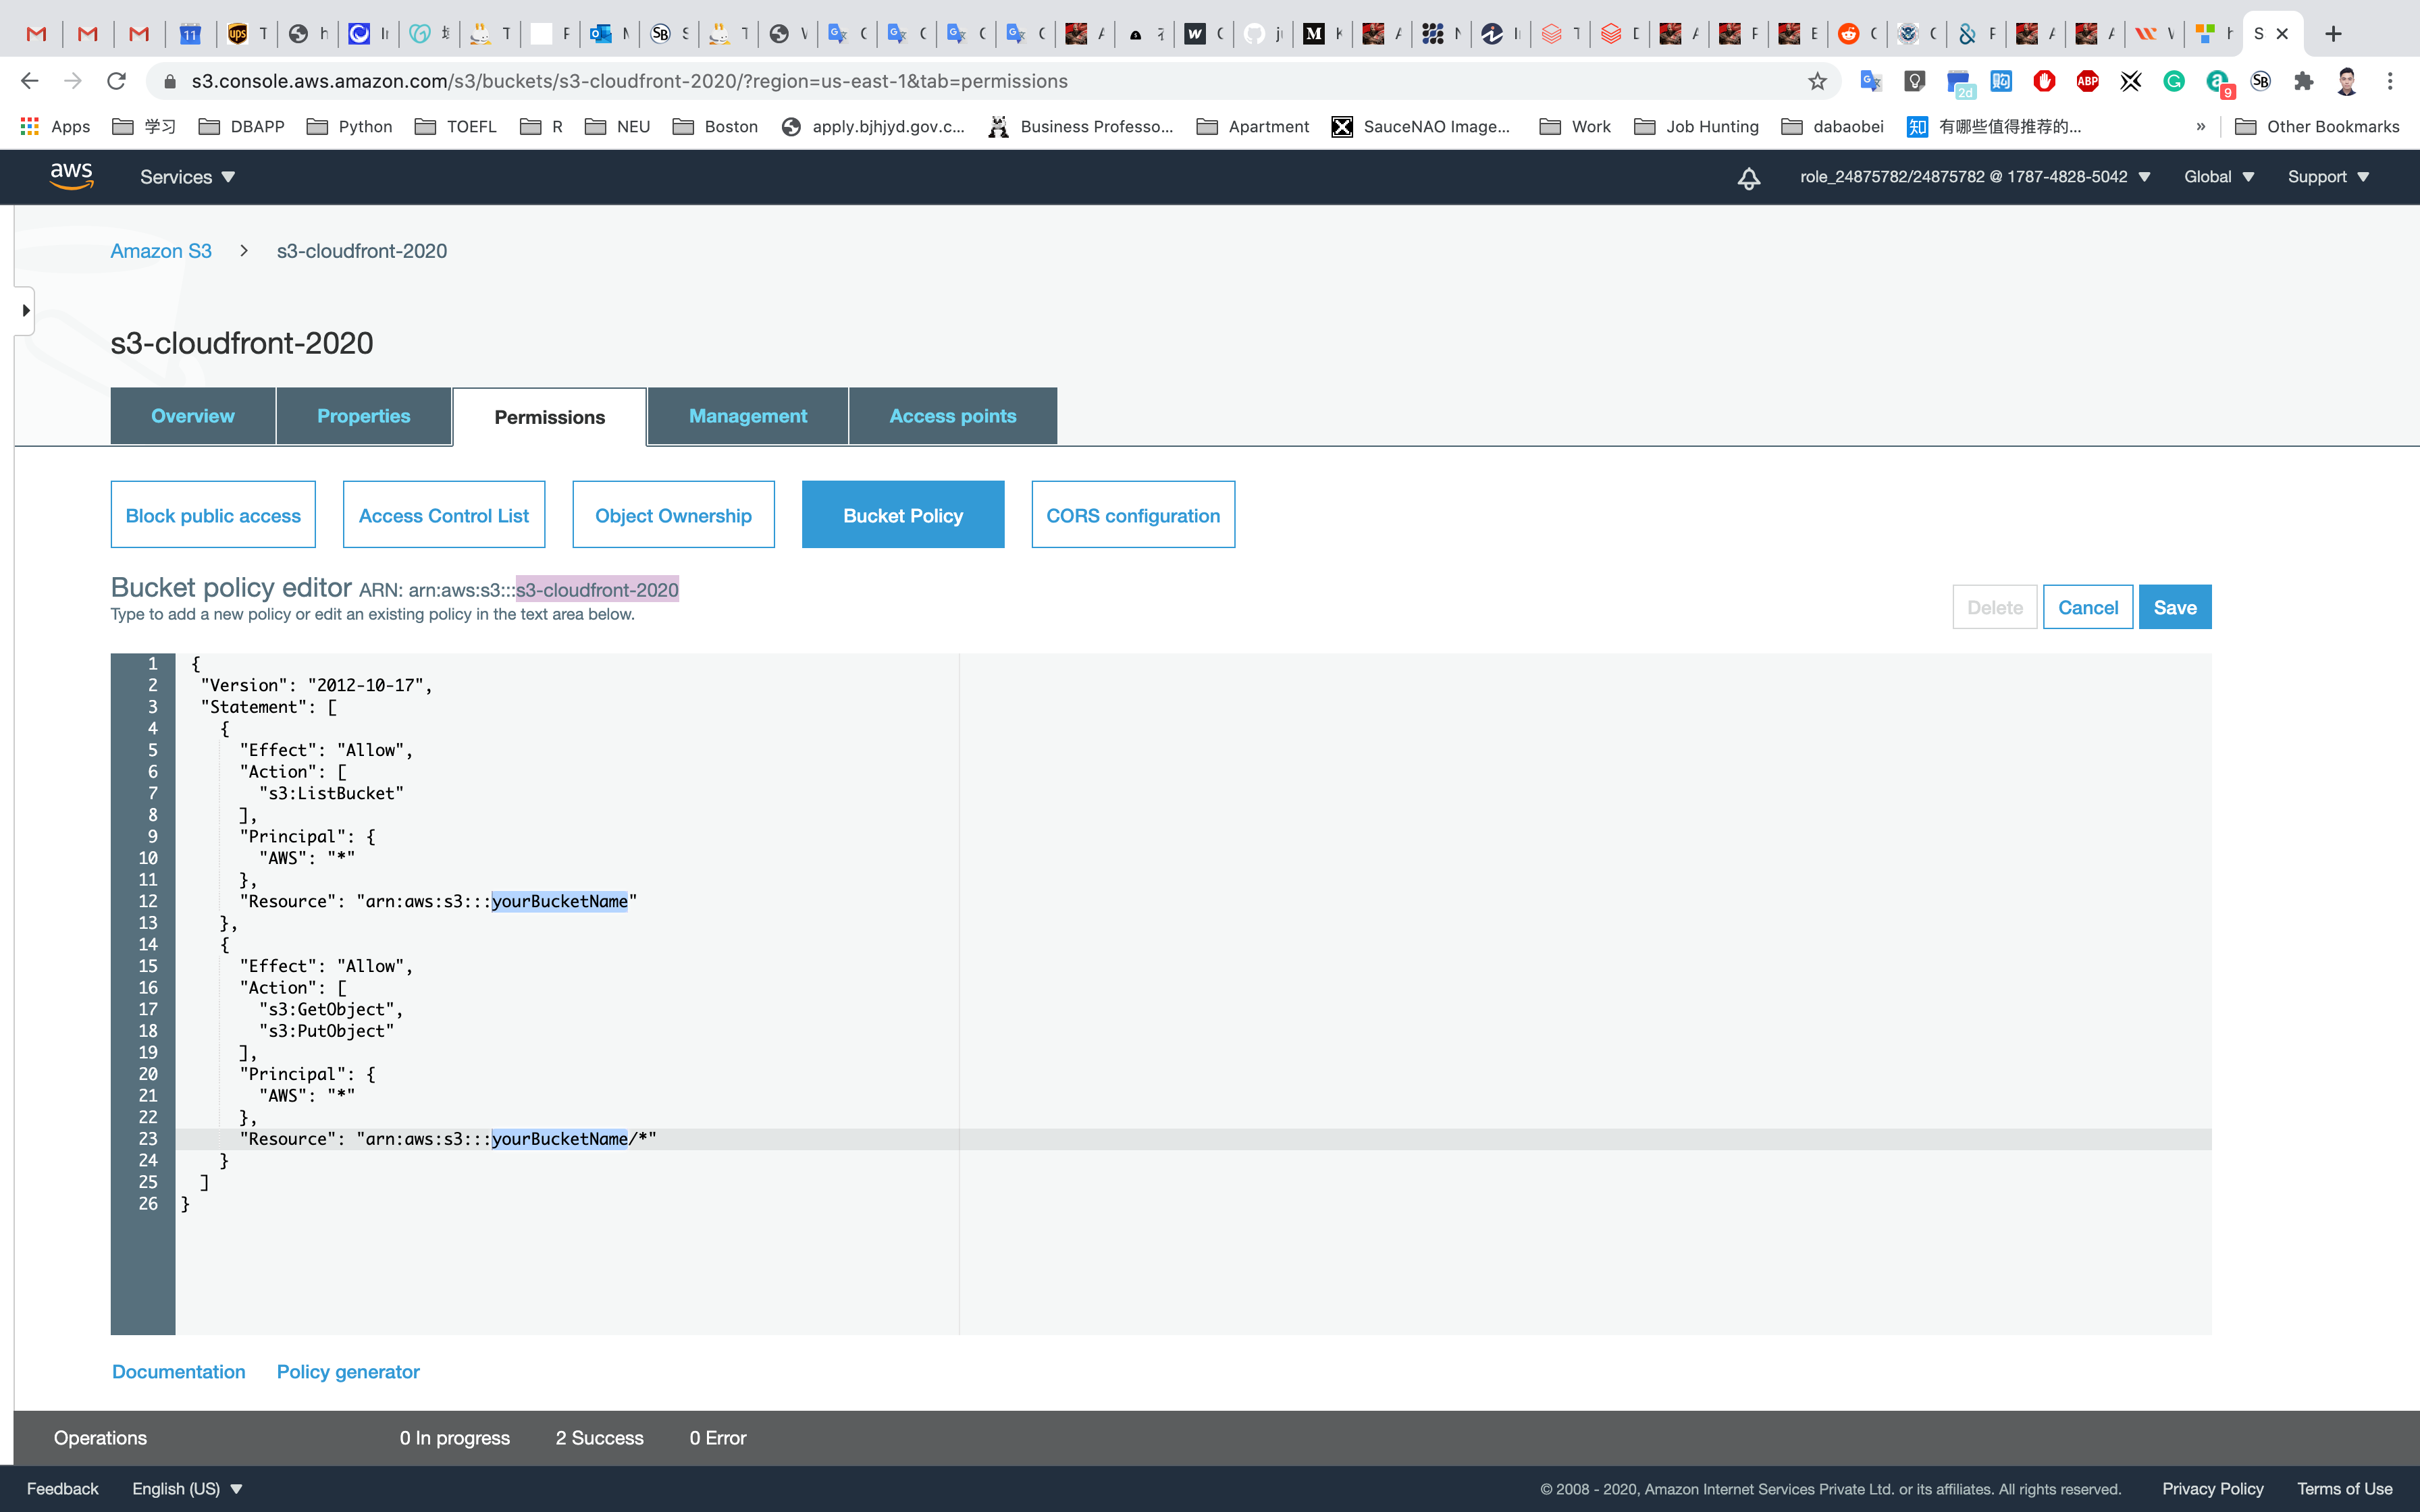 s3.console.aws.amazon.com/s3/buckets/s3-cloudfront-2020/?region=us-east-1&tab=permissions
Apps 学习 DBAPP Python TOEFL R NEU Boston apply.bjhjyd.gov.c... Business Professo... Apartment SauceNAO Image... Work Job Hunting dabaobei 有哪些值得推荐的... » Other Bookmarks
aws Services role_24875782/24875782 @ 1787-4828-5042 Global Support
Amazon S3 > s3-cloudfront-2020
s3-cloudfront-2020
Overview Properties Permissions Management Access points
Block public access Access Control List Object Ownership Bucket Policy CORS configuration
Bucket policy editor ARN: arn:aws:s3:::s3-cloudfront-2020
Type to add a new policy or edit an existing policy in the text area below.
Delete Cancel Save
1 {
2 "Version": "2012-10-17",
3 "Statement": [
4 {
5 "Effect": "Allow",
6 "Action": [
7 "s3:ListBucket"
8 ],
9 "Principal": {
10 "AWS": "*"
11 },
12 "Resource": "arn:aws:s3:::yourBucketName"
13 },
14 {
15 "Effect": "Allow",
16 "Action": [
17 "s3:GetObject",
18 "s3:PutObject"
19 ],
20 "Principal": {
21 "AWS": "*"
22 },
23 "Resource": "arn:aws:s3:::yourBucketName/*"
24 }
25 ]
26 }
Documentation Policy generator
Operations 0 In progress 2 Success 0 Error
Feedback English (US) © 2008 - 2020, Amazon Internet Services Private Ltd. or its affiliates. All rights reserved. Privacy Policy Terms of Use